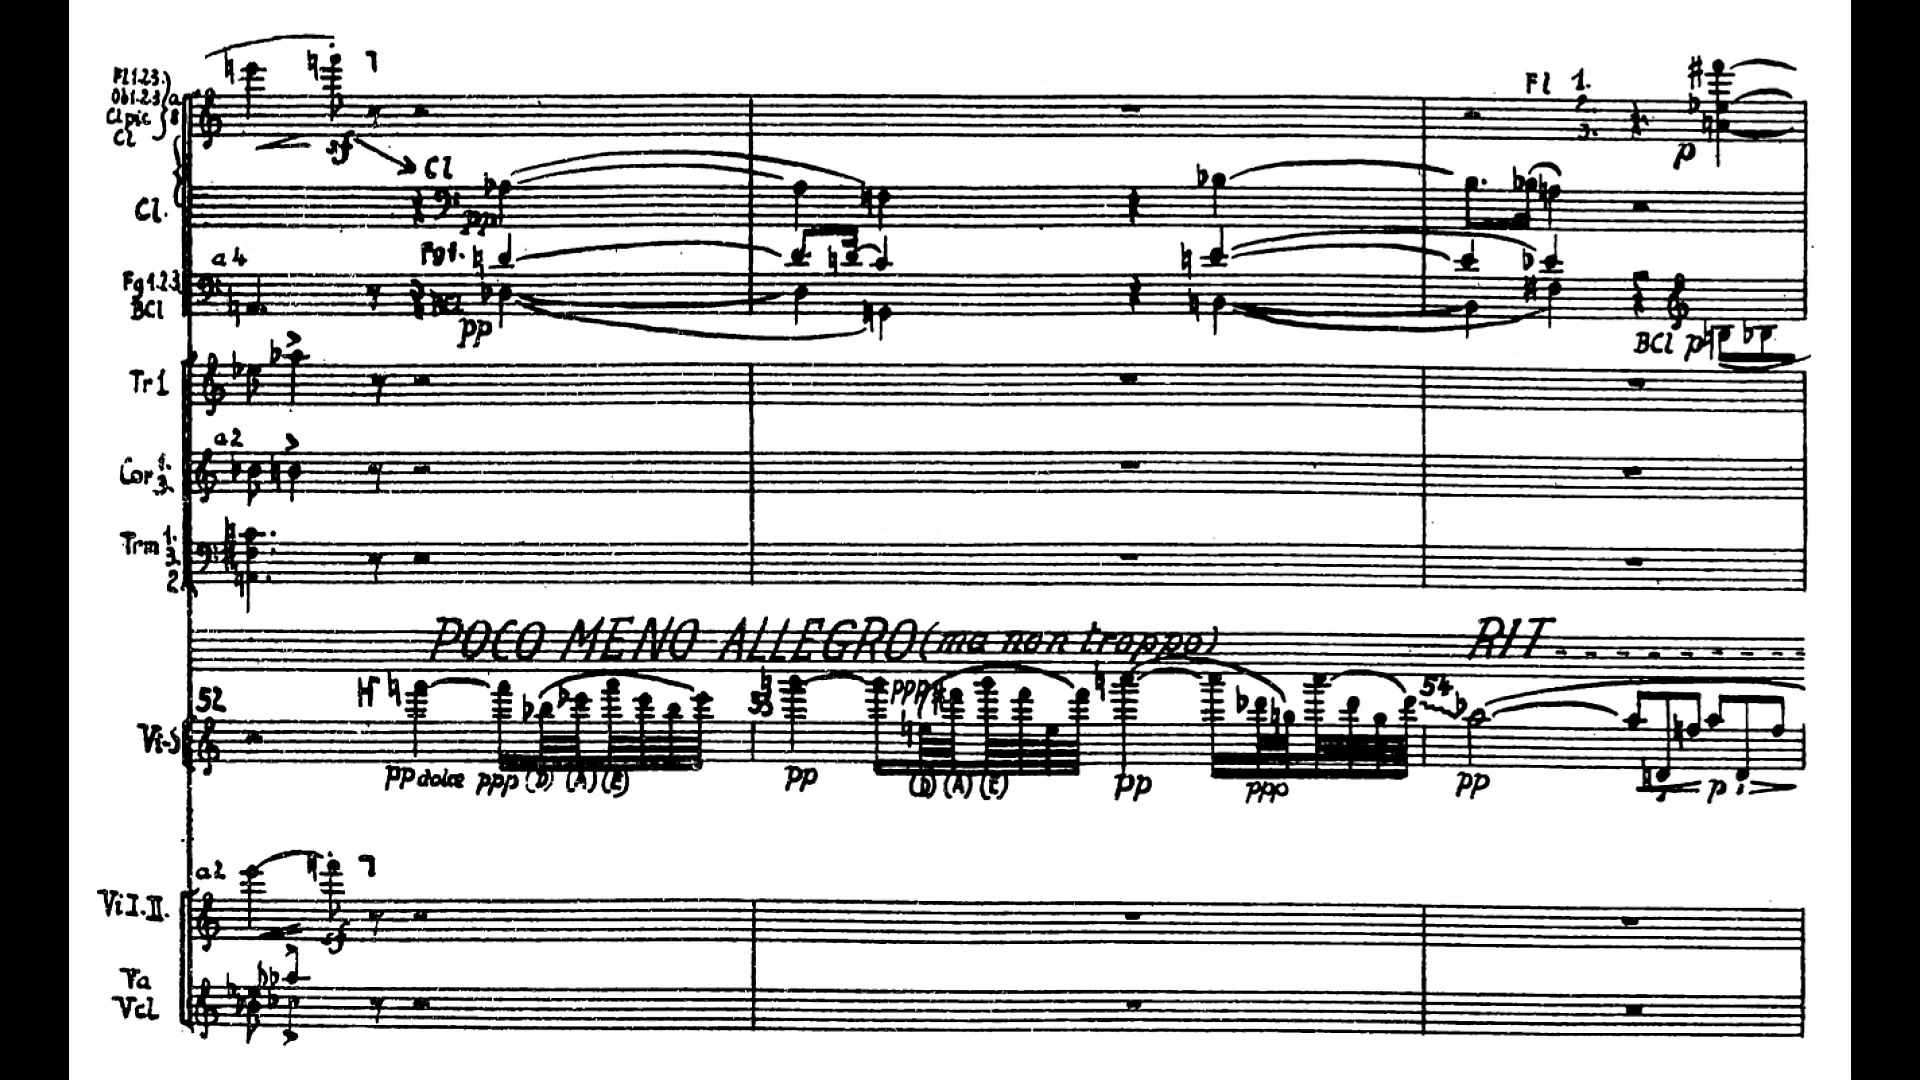 Fl 1.2.3.
Ob 1.2.3 a
Cl pic 8
Cl
sf
Fl 1.
2.
3.
p
Cl
Cl.
pp
a 4
Fg 1.2.3
BCl
Fg 1.
BCl
pp
BCl p
Tr 1
a 2
Cor 1.
3.
Trm 1.
3.
2
POCO MENO ALLEGRO (ma non troppo)
RIT
52
H
53
ppp
54
Vi-S
pp dolce ppp (D) (A) (E)
pp
(D) (A) (E)
pp
ppp
pp
p
a 2
Vi I. II.
sf
Va
Vcl